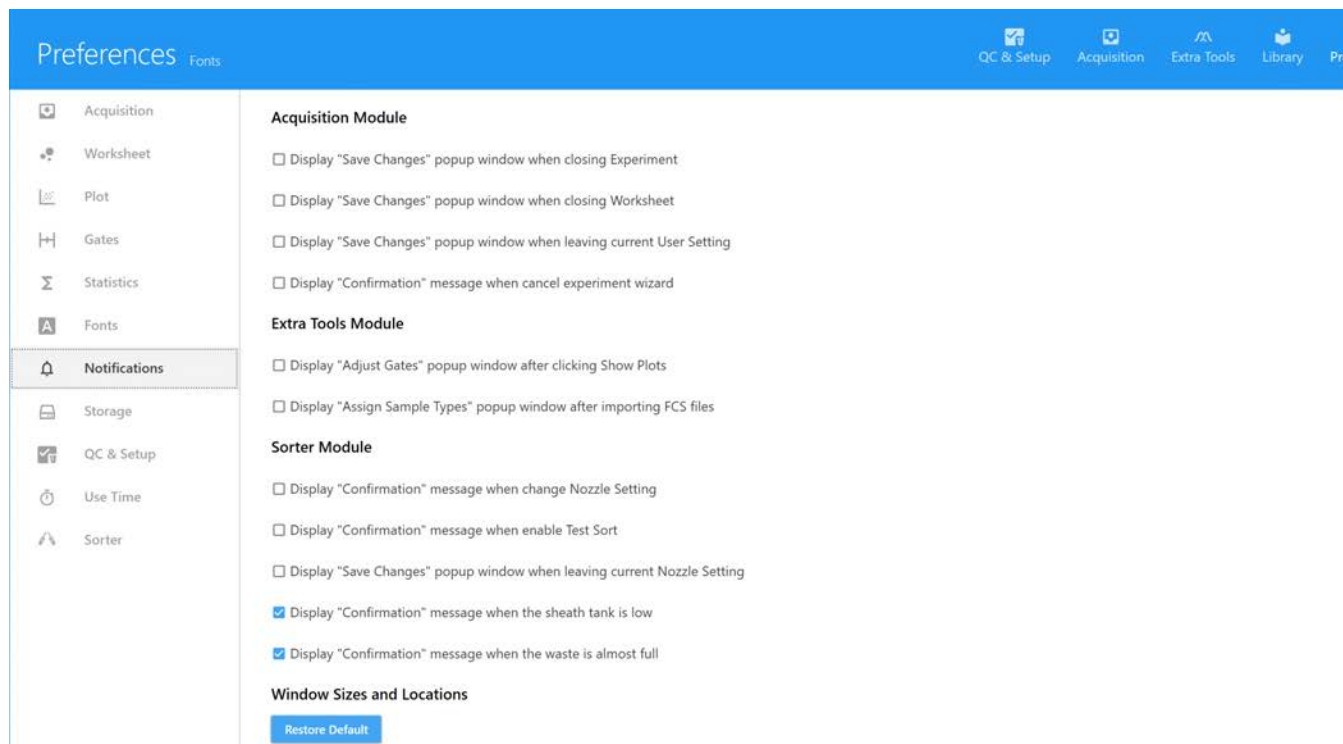 Preferences Fonts
QC & Setup
Acquisition
Extra Tools
Library
Acquisition
Worksheet
Plot
Gates
Statistics
Fonts
Notifications
Storage
QC & Setup
Use Time
Sorter
Acquisition Module
Display "Save Changes" popup window when closing Experiment
Display "Save Changes" popup window when closing Worksheet
Display "Save Changes" popup window when leaving current User Setting
Display "Confirmation" message when cancel experiment wizard
Extra Tools Module
Display "Adjust Gates" popup window after clicking Show Plots
Display "Assign Sample Types" popup window after importing FCS files
Sorter Module
Display "Confirmation" message when change Nozzle Setting
Display "Confirmation" message when enable Test Sort
Display "Save Changes" popup window when leaving current Nozzle Setting
Display "Confirmation" message when the sheath tank is low
Display "Confirmation" message when the waste is almost full
Window Sizes and Locations
Restore Default